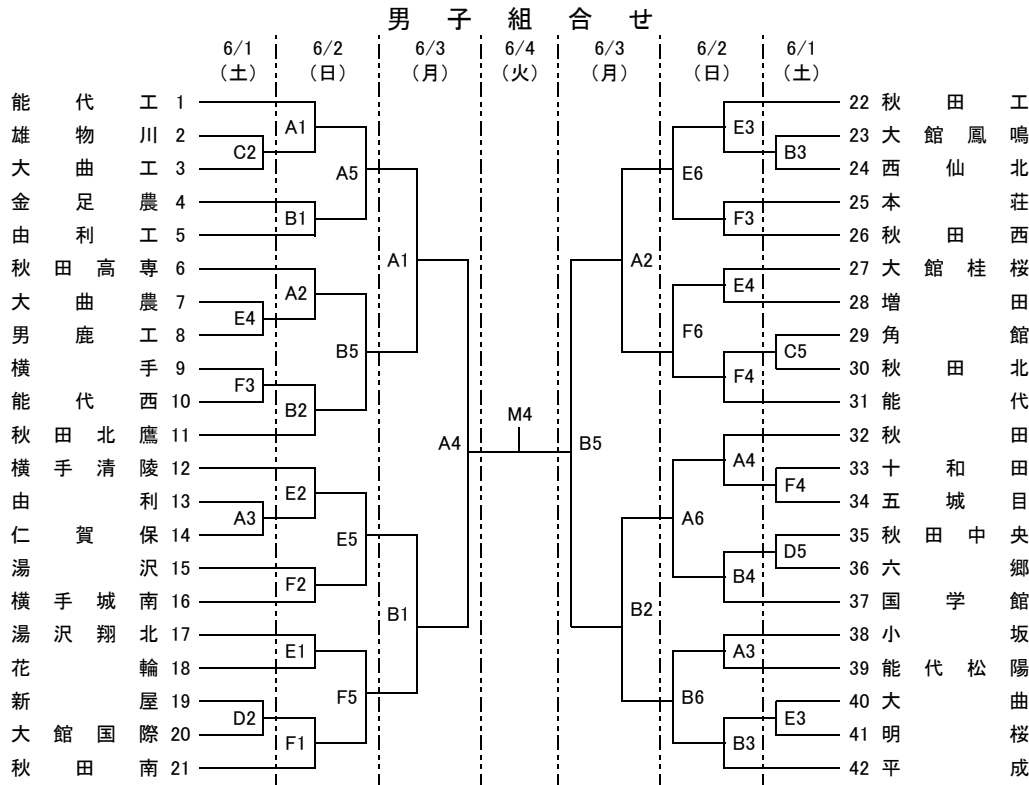 男子組合せ
6/1 6/2 6/3 6/4 6/3 6/2 6/1
（土） （日） （月） （火） （月） （日） （土）
能代工 1 22 秋田工
A1 E3
雄物川 2 23 大館鳳鳴
C2 B3
大曲工 3 24 西仙北
A5 E6
金足農 4 25 本荘
B1 F3
由利工 5 26 秋田西
A1 A2
秋田高専 6 27 大館桂桜
A2 E4
大曲農 7 28 増田
E4
男鹿工 8 29 角館
F6
B5 C5
横手 9 30 秋田北
F3 F4
能代西 10 31 能代
B2 M4
秋田北鷹 11 32 秋田
A4 B5
A4
横手清陵 12 33 十和田
E2 F4
由利 13 34 五城目
A3 A6
仁賀保 14 35 秋田中央
E5 D5
湯沢 15 36 六郷
F2 B4
横手城南 16 37 国学館
B1 B2
湯沢翔北 17 38 小坂
E1 A3
花輪 18 39 能代松陽
F5 B6
新屋 19 40 大曲
D2 E3
大館国際 20 41 明桜
F1 B3
秋田南 21 42 平成